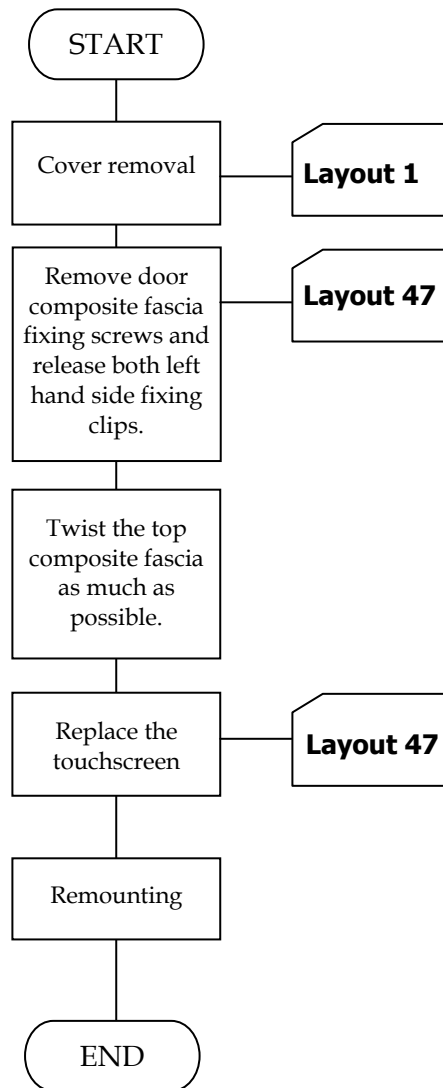 START
Cover removal
Layout 1
Remove door
composite fascia
fixing screws and
release both left
hand side fixing
clips.
Layout 47
Twist the top
composite fascia
as much as
possible.
Replace the
touchscreen
Layout 47
Remounting
END